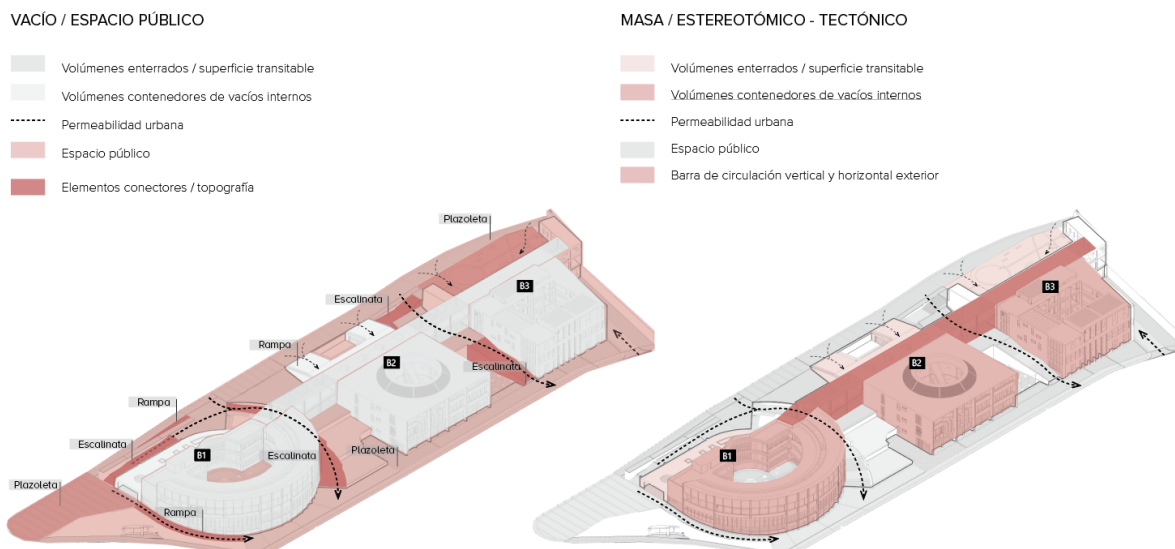 VACÍO / ESPACIO PÚBLICO
Volúmenes enterrados / superficie transitable
Volúmenes contenedores de vacíos internos
Permeabilidad urbana
Espacio público
Elementos conectores / topografía
Plazoleta
B3
Escalinata
Rampa
B2
Escalinata
Rampa
Escalinata
B1
Escalinata
Plazoleta
Plazoleta
Rampa
MASA / ESTEREOTÓMICO - TECTÓNICO
Volúmenes enterrados / superficie transitable
Volúmenes contenedores de vacíos internos
Permeabilidad urbana
Espacio público
Barra de circulación vertical y horizontal exterior
B3
B2
B1